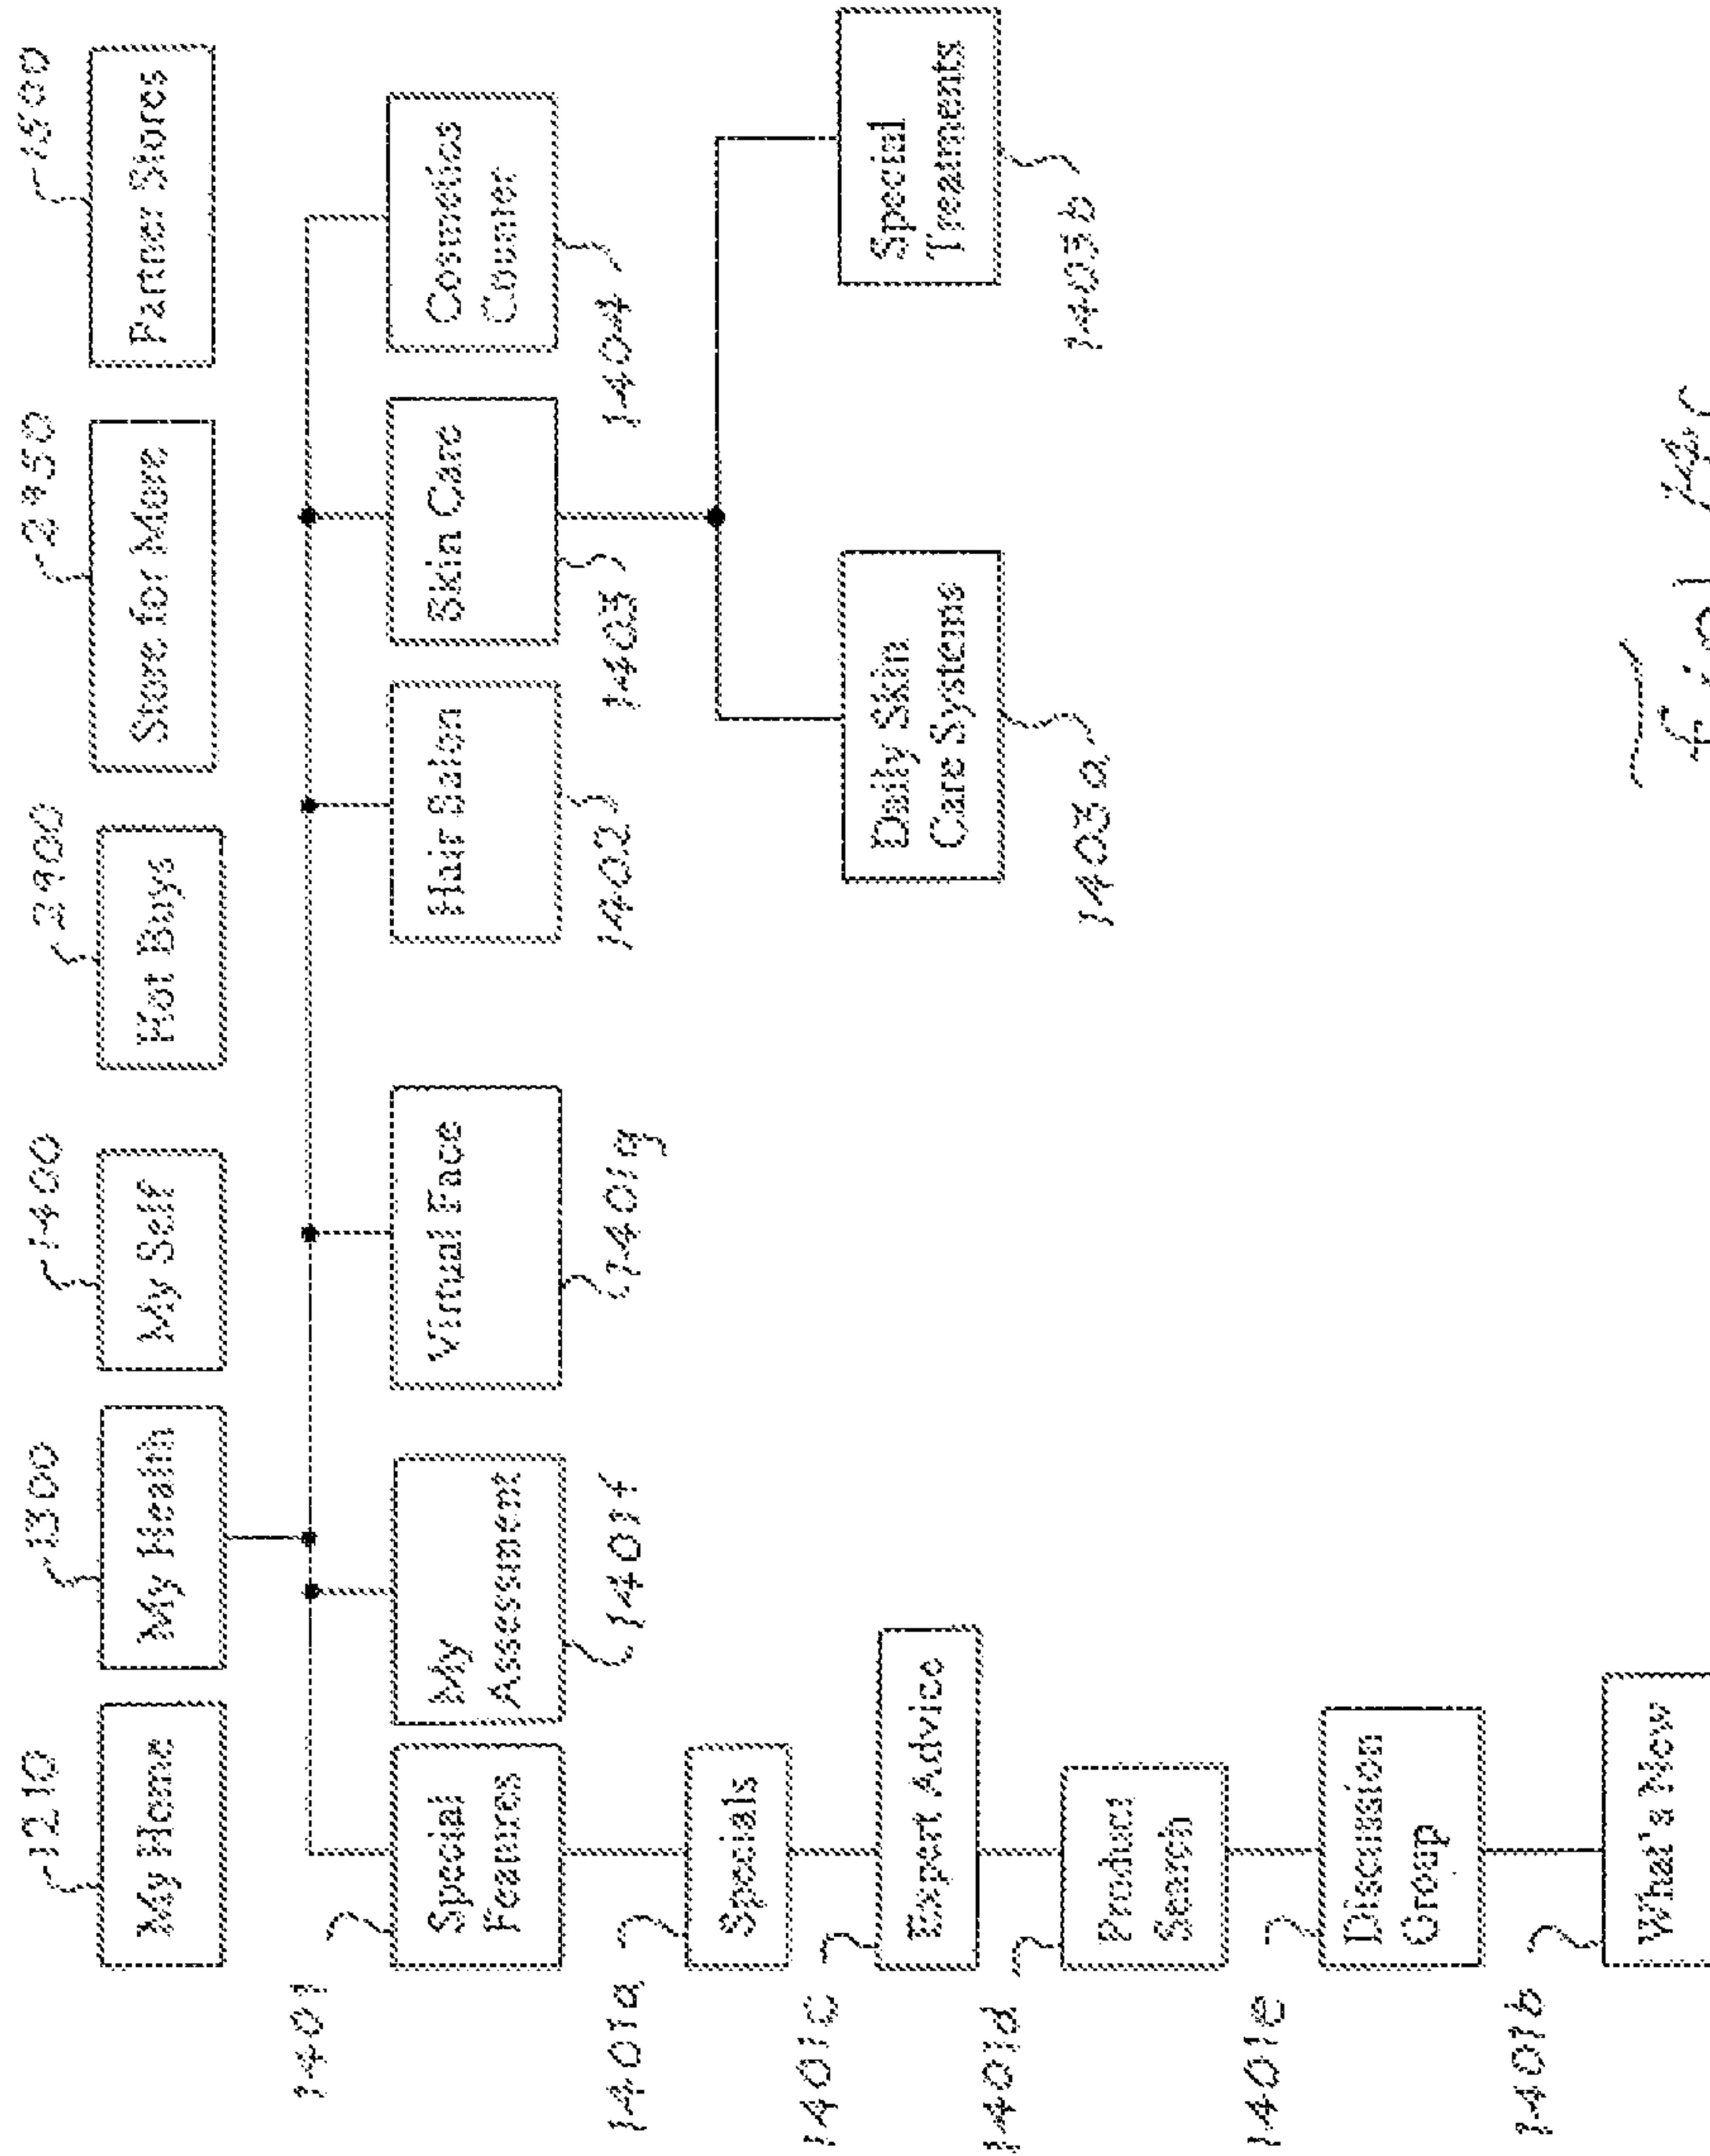 1210
1300
1400
2900
2950
1500
My Home
My Health
My Self
Hot Buys
Store for More
Partner Stores
1401
Special
Features
My
Assessment
1401f
Virtual Face
1401g
Hair Salon
1402
Skin Care
1403
Cosmetics
Counter
1404
1401a
Specials
1401c
Expert Advice
1401d
Product
Search
1401e
Discussion
Group
1401b
What's New
Daily Skin
Care Systems
1403a
Special
Treatments
1403b